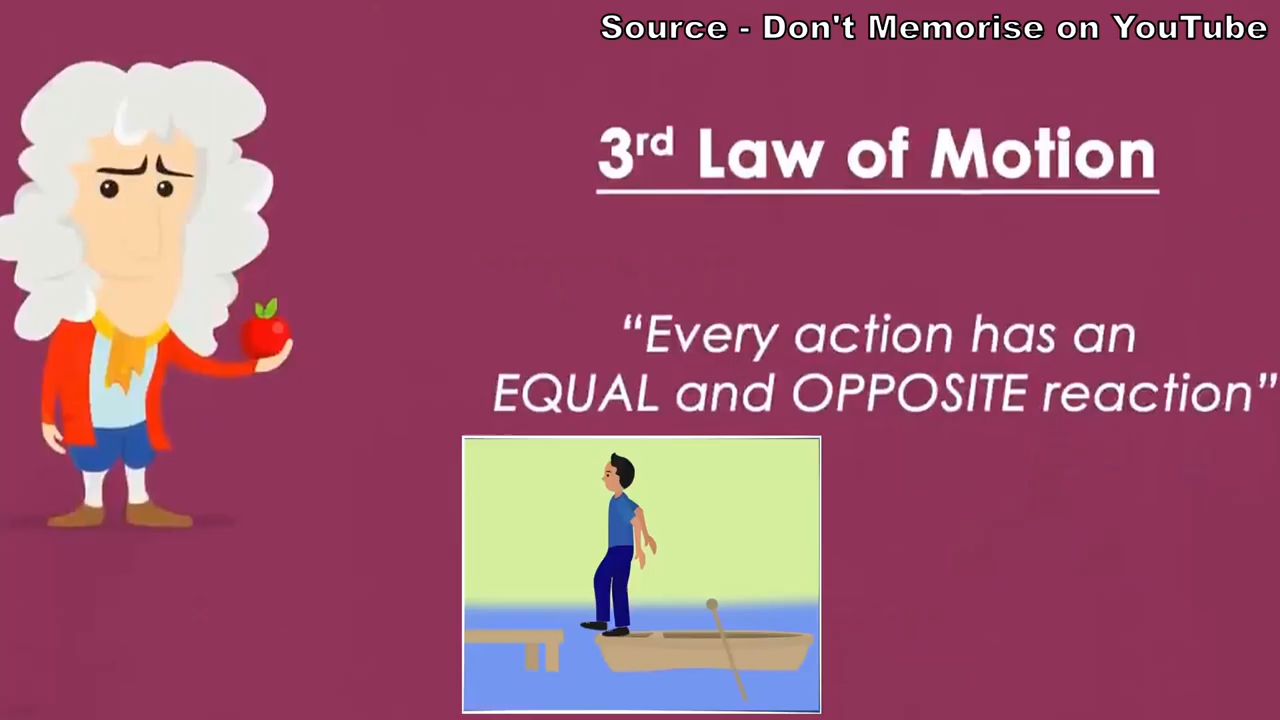 Source - Don't Memorise on YouTube
3rd Law of Motion
“Every action has an
EQUAL and OPPOSITE reaction”